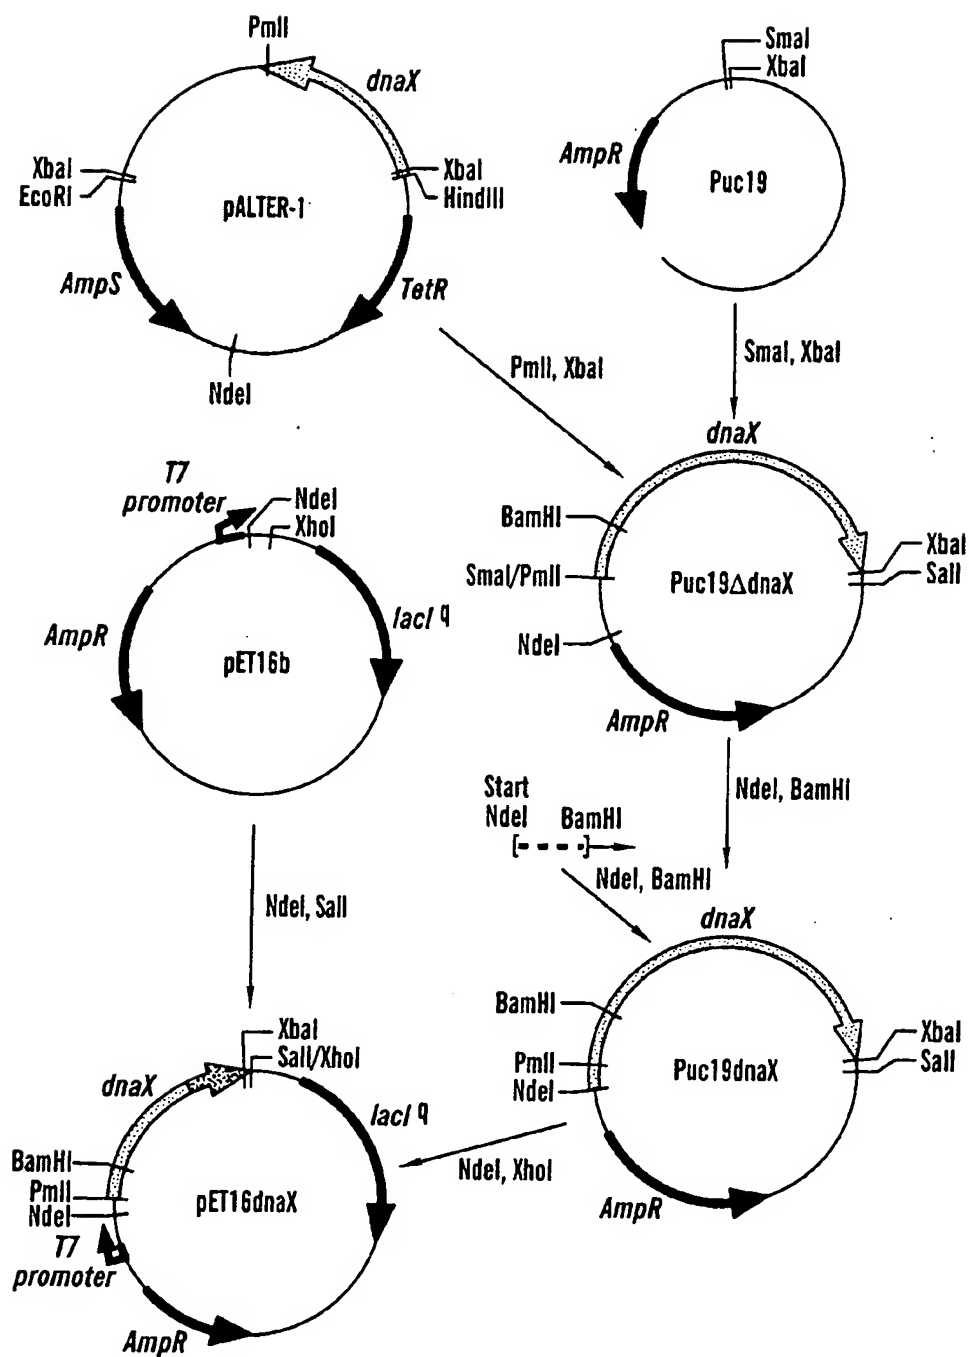 PmlI
dnaX
XbaI
EcoRI
XbaI
HindIII
pALTER-1
AmpS
TetR
NdeI
SmaI
XbaI
AmpR
Puc19
PmlI, XbaI
SmaI, XbaI
T7
promoter
NdeI
XhoI
AmpR
lacI q
pET16b
dnaX
BamHI
SmaI/PmlI
XbaI
SalI
Puc19ΔdnaX
NdeI
AmpR
NdeI, BamHI
Start
NdeI BamHI
NdeI, BamHI
NdeI, SalI
dnaX
BamHI
PmlI
NdeI
XbaI
SalI
Puc19dnaX
AmpR
NdeI, XhoI
XbaI
SalI/XhoI
dnaX
lacI q
BamHI
PmlI
NdeI
pET16dnaX
T7
promoter
AmpR